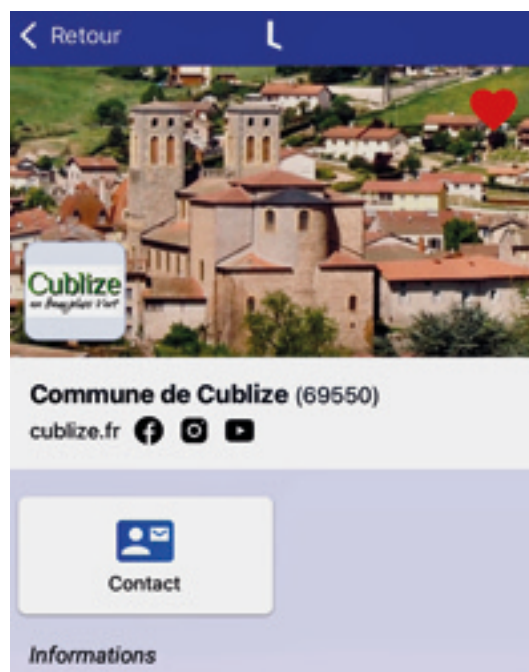 Retour
Cublize
Commune de Cublize (69550)
cublize.fr
Contact
Informations